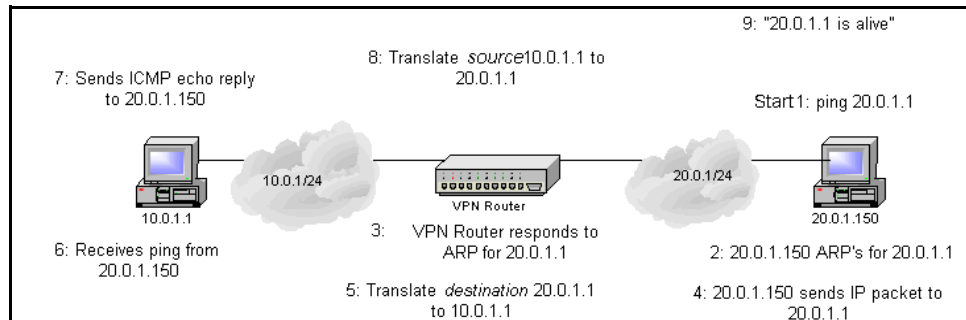 9: "20.0.1.1 is alive"
8: Translate source10.0.1.1 to
20.0.1.1
7: Sends ICMP echo reply
to 20.0.1.150
Start1: ping 20.0.1.1
10.0.1/24
20.0.1/24
VPN Router
10.0.1.1
20.0.1.150
3: VPN Router responds to
ARP for 20.0.1.1
6: Receives ping from
20.0.1.150
2: 20.0.1.150 ARP's for 20.0.1.1
5: Translate destination 20.0.1.1
to 10.0.1.1
4: 20.0.1.150 sends IP packet to
20.0.1.1